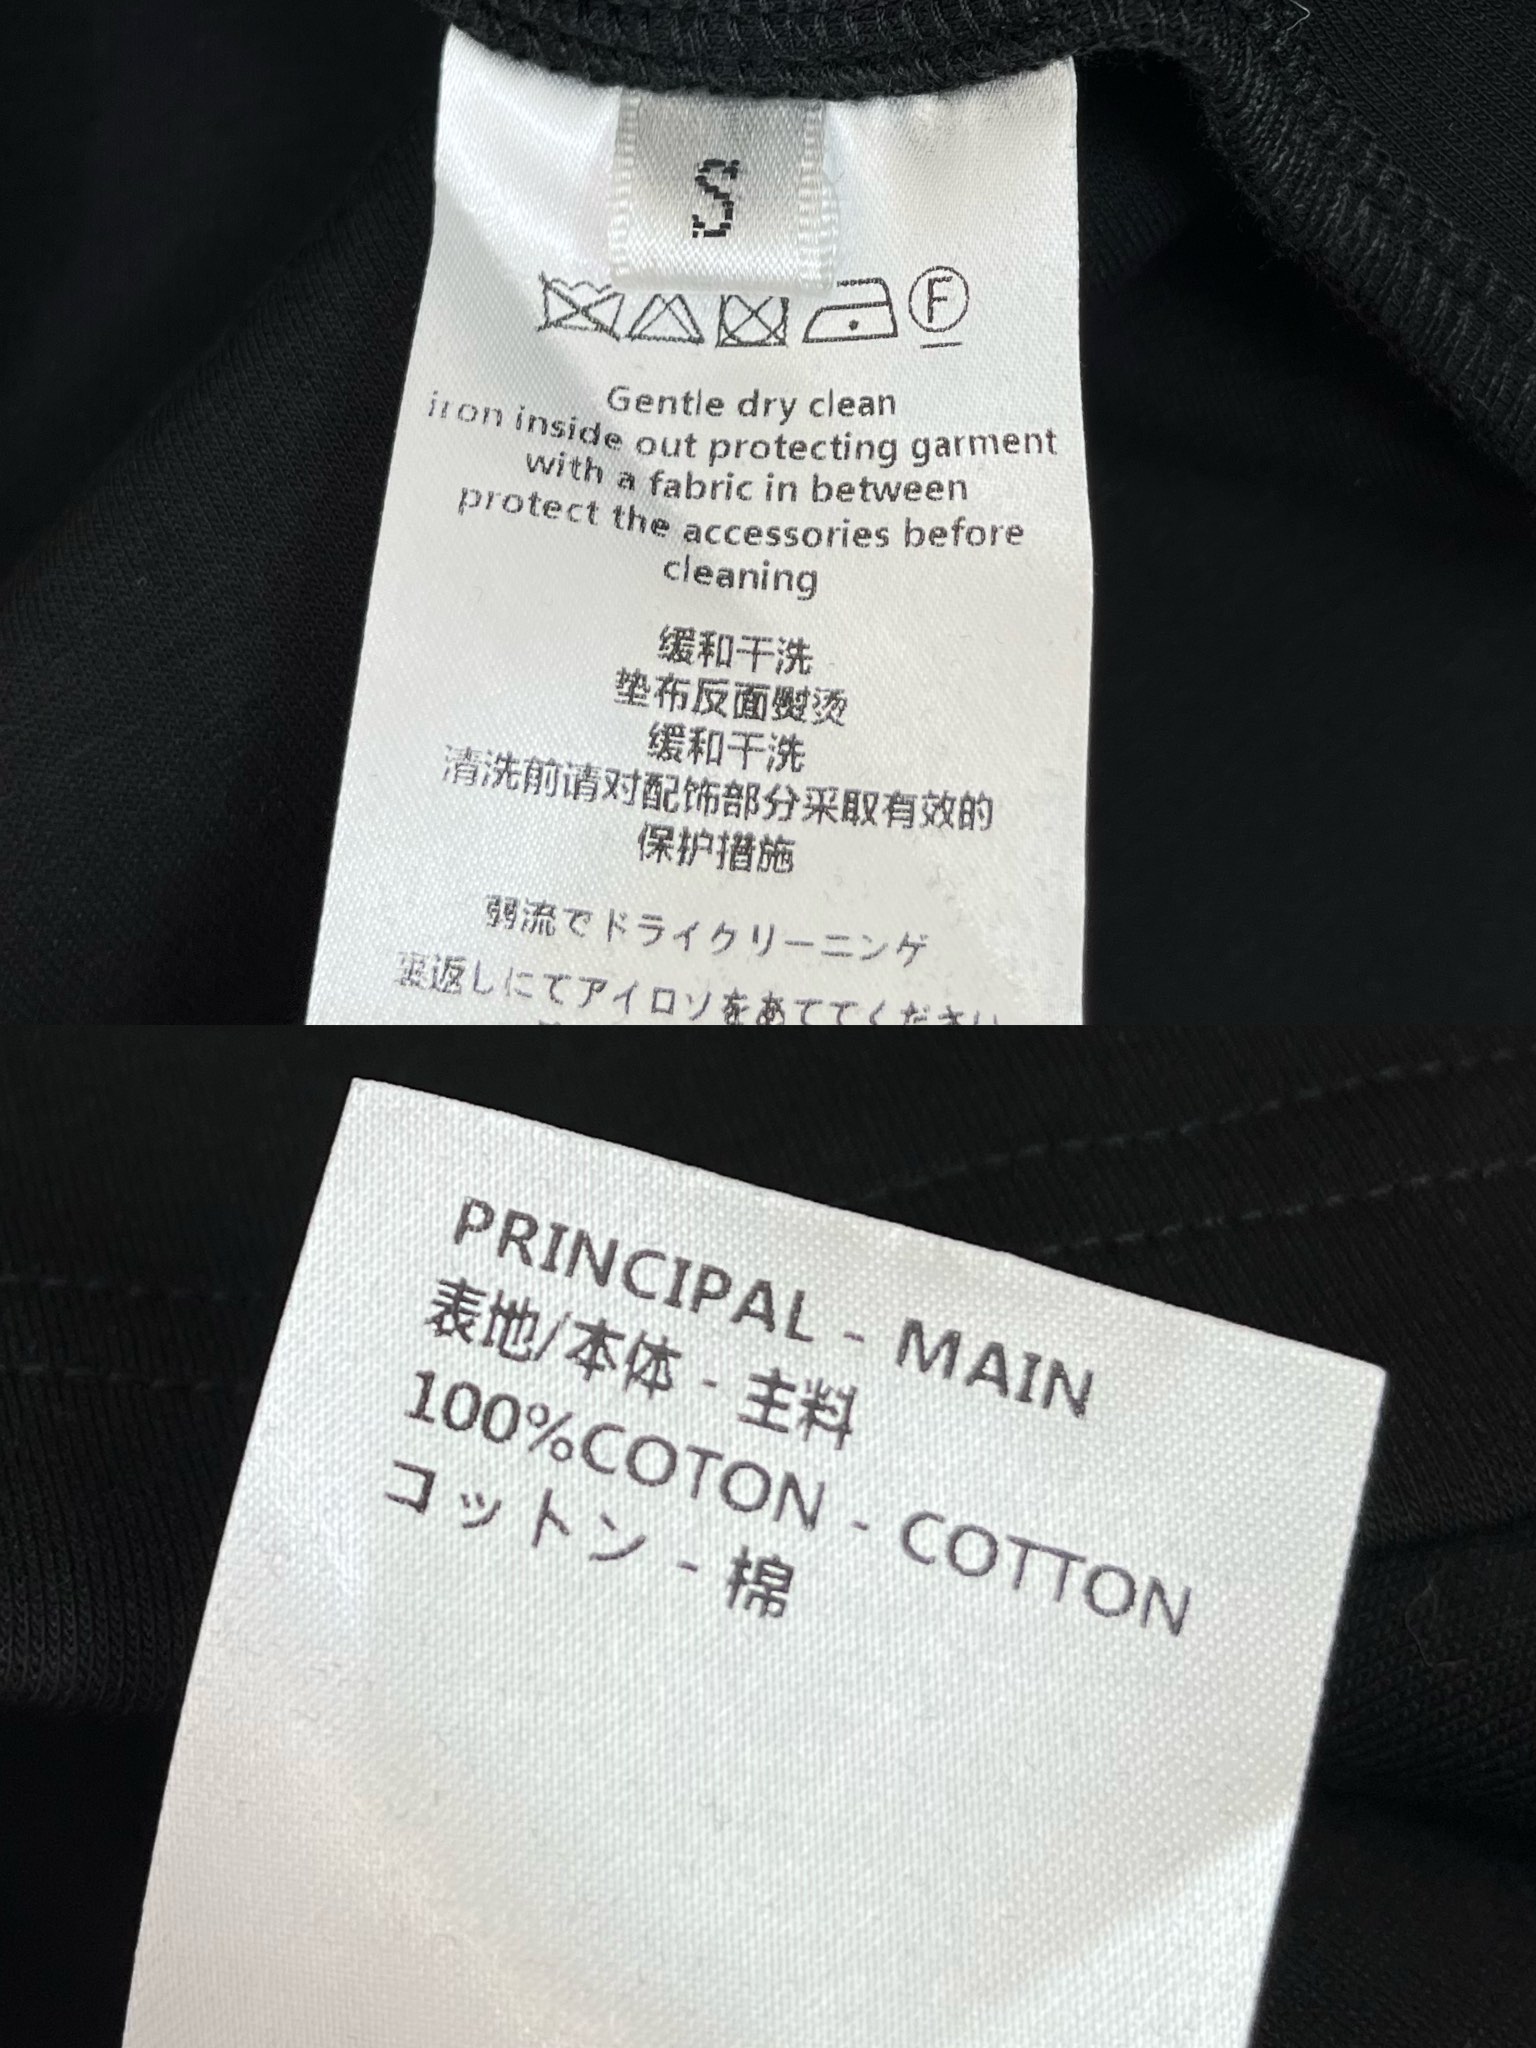 S
F
Gentle dry clean
iron inside out protecting garment
with a fabric in between
protect the accessories before
cleaning
缓和干洗
垫布反面熨烫
缓和干洗
清洗前请对配饰部分采取有效的
保护措施
弱流でドライクリーニンゲ
裏返しにてアイロソをあててください
PRINCIPAL - MAIN
表地/本体 - 主料
100%COTON - COTTON
コットン - 棉